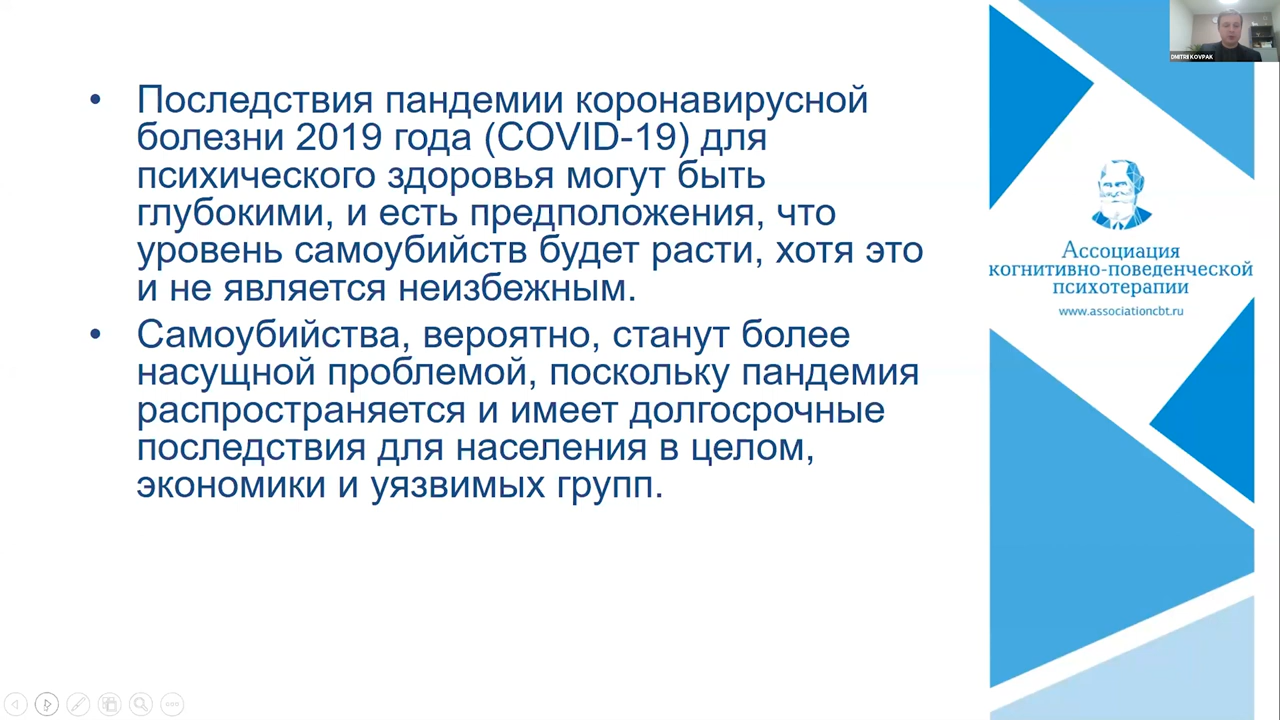 • Последствия пандемии коронавирусной
болезни 2019 года (COVID-19) для
психического здоровья могут быть
глубокими, и есть предположения, что
уровень самоубийств будет расти, хотя это
и не является неизбежным.
• Самоубийства, вероятно, станут более
насущной проблемой, поскольку пандемия
распространяется и имеет долгосрочные
последствия для населения в целом,
экономики и уязвимых групп.
DMITRII KOVPAK
Ассоциация
когнитивно-поведенческой
психотерапии
www.associationcbt.ru